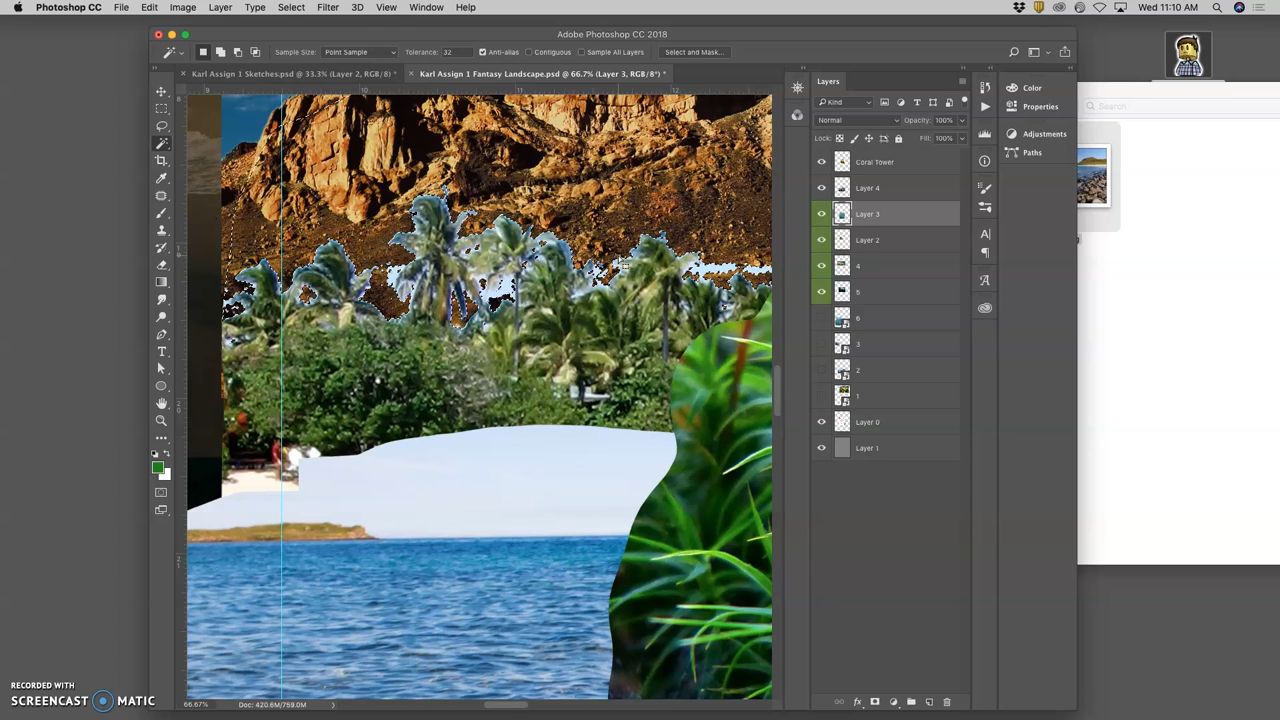 Photoshop CC File Edit Image Layer Type Select Filter 3D View Window Help Wed 11:10 AM
Adobe Photoshop CC 2018
Sample Size: Point Sample Tolerance: 32 Anti-alias Contiguous Sample All Layers Select and Mask...
Karl Assign 1 Sketches.psd @ 33.3% (Layer 2, RGB/8) * Karl Assign 1 Fantasy Landscape.psd @ 66.7% (Layer 3, RGB/8*) *
9 10 11 12
Layers
Kind
Normal Opacity: 100%
Lock: Fill: 100%
Coral Tower
Layer 4
Layer 3
Layer 2
4
5
6
3
2
1
Layer 0
Layer 1
Color
Properties
Adjustments
Paths
Search
66.67% Doc: 420.6M/759.0M
RECORDED WITH
SCREENCAST MATIC